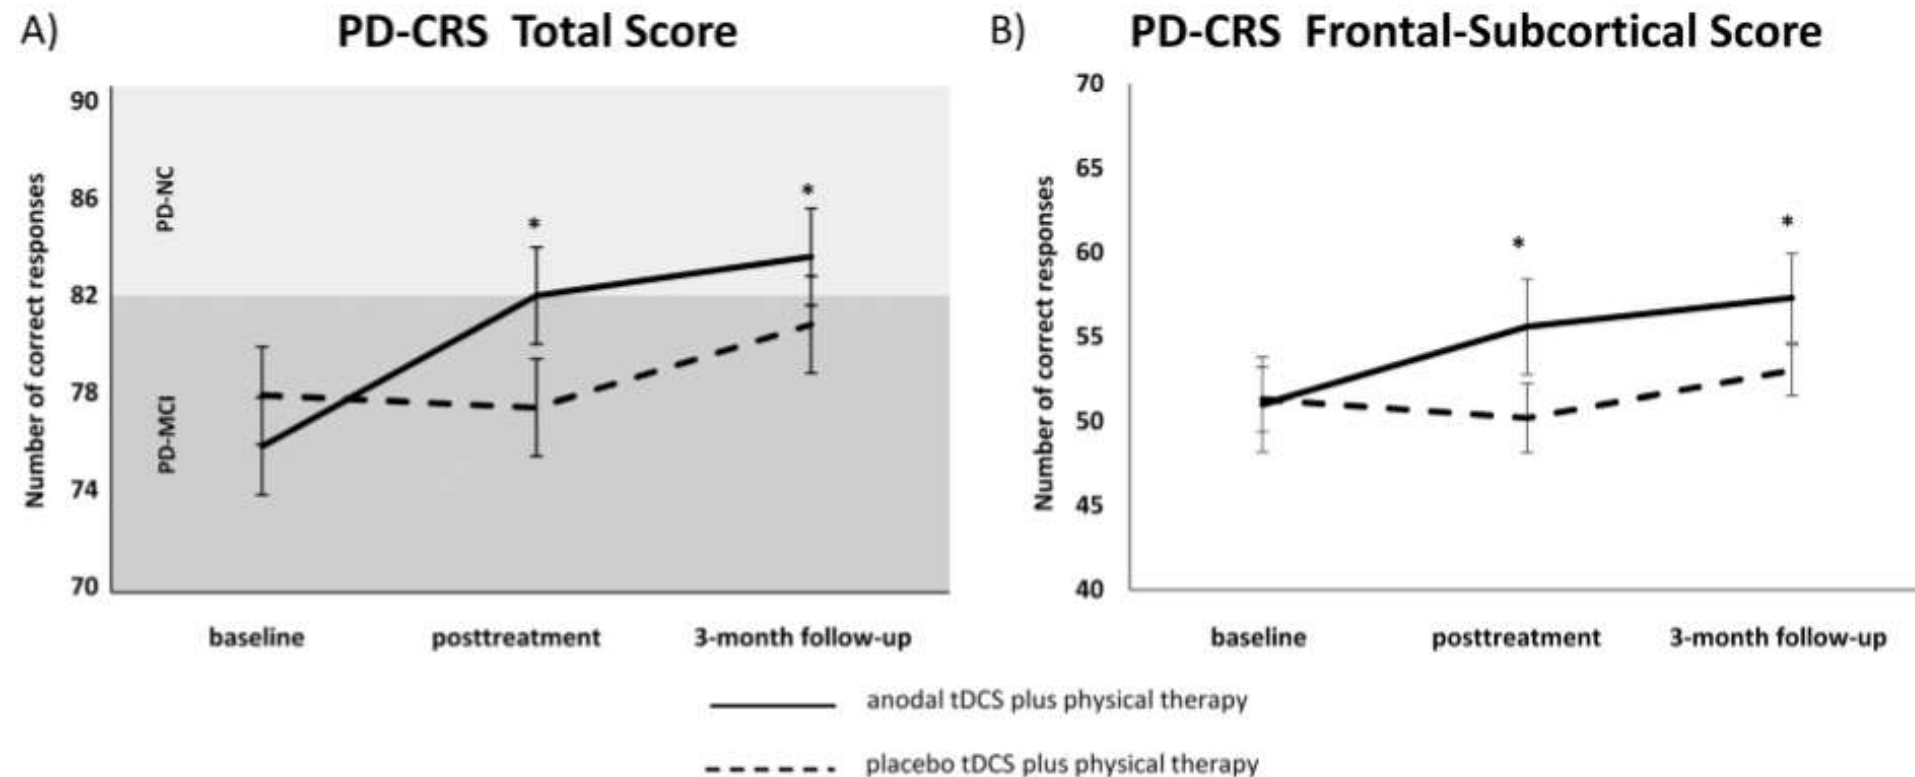 A)
PD-CRS Total Score
Number of correct responses
90
86
82
78
74
70
PD-NC
PD-MCI
*
*
baseline posttreatment 3-month follow-up
B)
PD-CRS Frontal-Subcortical Score
Number of correct responses
70
65
60
55
50
45
40
*
*
baseline posttreatment 3-month follow-up
anodal tDCS plus physical therapy
placebo tDCS plus physical therapy